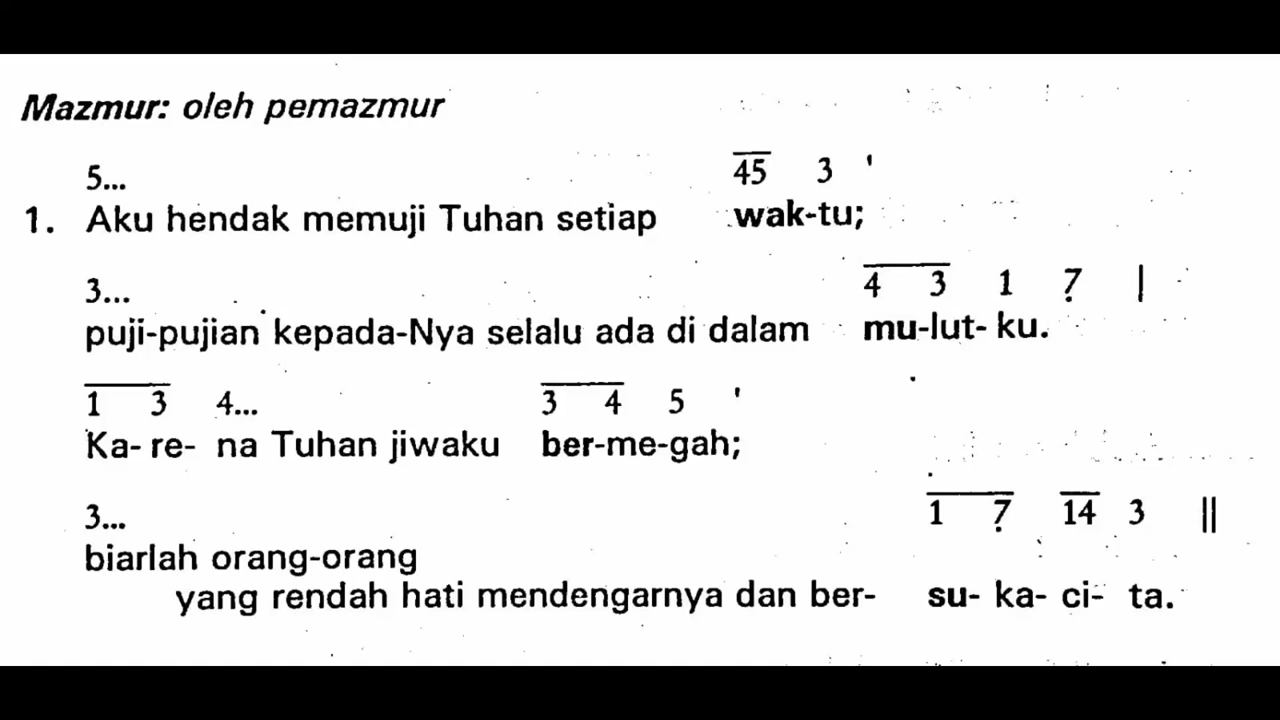 Mazmur: oleh pemazmur
5... 45 3 '
1. Aku hendak memuji Tuhan setiap wak-tu;
3... 4 3 1 7̣ |
puji-pujian kepada-Nya selalu ada di dalam mu-lut- ku.
1 3 4... 3 4 5 '
Ka- re- na Tuhan jiwaku ber-me-gah;
3... 1 7̣ 14 3 ||
biarlah orang-orang
yang rendah hati mendengarnya dan ber- su- ka- ci- ta.